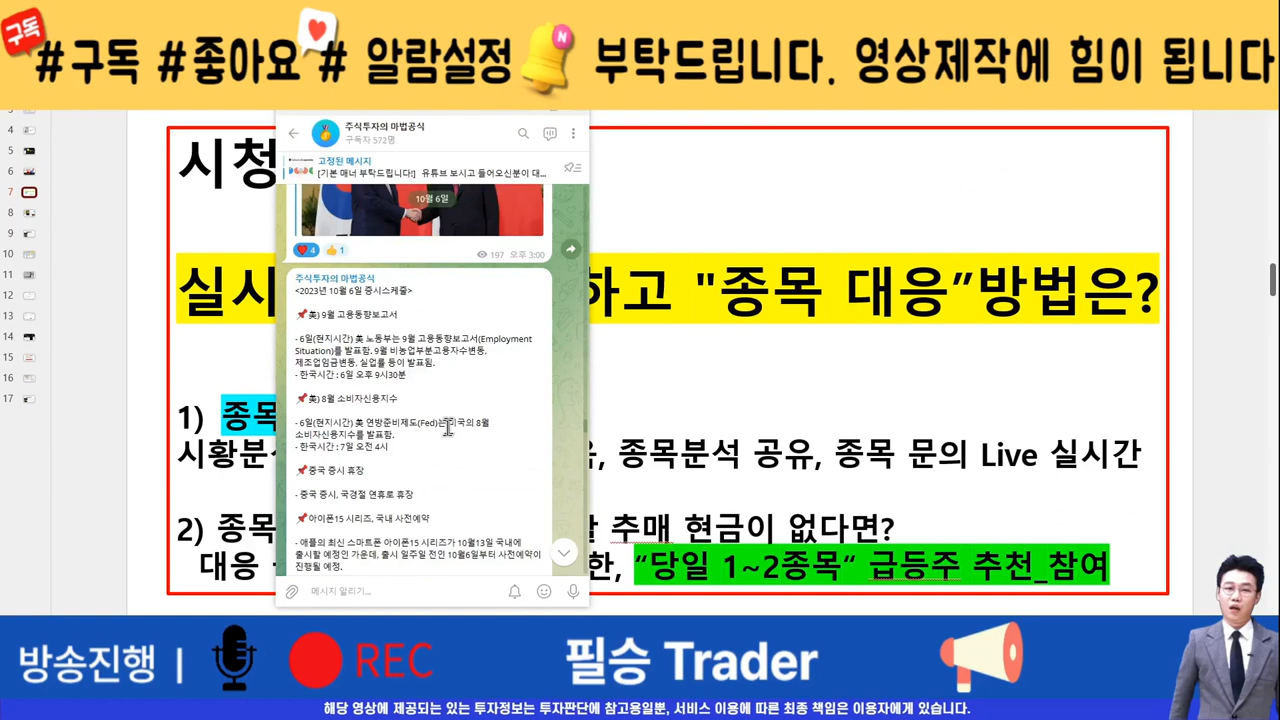 구독
#구독 #좋아요 # 알람설정 N 부탁드립니다. 영상제작에 힘이 됩니다
4
5
6
7
8
9
10
11
12
13
14
15
16
17
시청
실시
하고 "종목 대응”방법은?
1) 종목
시황분
, 종목분석 공유, 종목 문의 Live 실시간
2) 종목
추매 현금이 없다면?
대응
한, “당일 1~2종목“ 급등주 추천_참여
주식투자의 마법공식
구독자 572명
고정된 메시지
[기본 매너 부탁드립니다!] 유튜브 보시고 들어오신분이 대...
10월 6일
4
1
197 오후 3:00
주식투자의 마법공식
<2023년 10월 6일 증시스케줄>
美) 9월 고용동향보고서
- 6일(현지시간) 美 노동부는 9월 고용동향보고서(Employment
Situation)를 발표함. 9월 비농업부분고용자수변동,
제조업임금변동, 실업률 등이 발표됨.
- 한국시간 : 6일 오후 9시30분
美) 8월 소비자신용지수
- 6일(현지시간) 美 연방준비제도(Fed)는 미국의 8월
소비자신용지수를 발표함.
- 한국시간 : 7일 오전 4시
중국 증시 휴장
- 중국 증시, 국경절 연휴로 휴장
아이폰15 시리즈, 국내 사전예약
- 애플의 최신 스마트폰 아이폰15 시리즈가 10월13일 국내에
출시할 예정인 가운데, 출시 일주일 전인 10월6일부터 사전예약이
진행될 예정.
메시지 알리기...
방송진행 | REC 필승 Trader
해당 영상에 제공되는 있는 투자정보는 투자판단에 참고용일뿐, 서비스 이용에 따른 최종 책임은 이용자에게 있습니다.